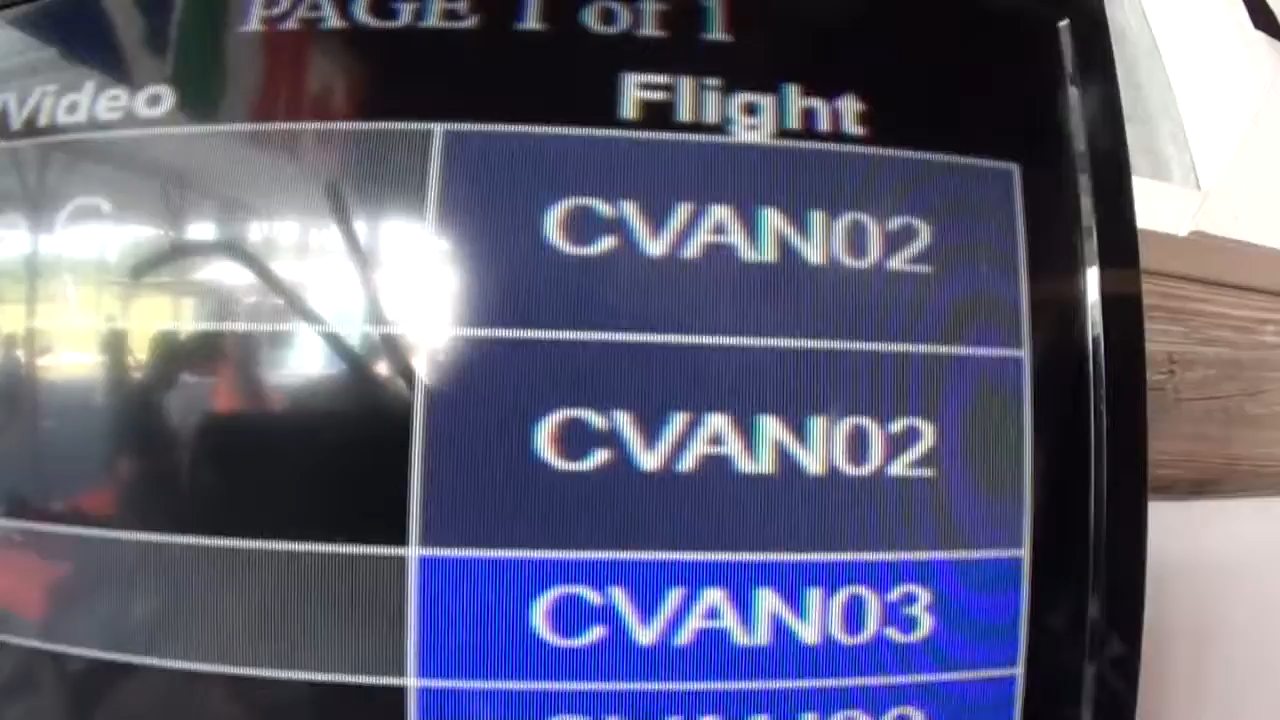 PAGE 1 of 1
/Video Flight
CVAN02
CVAN02
CVAN03